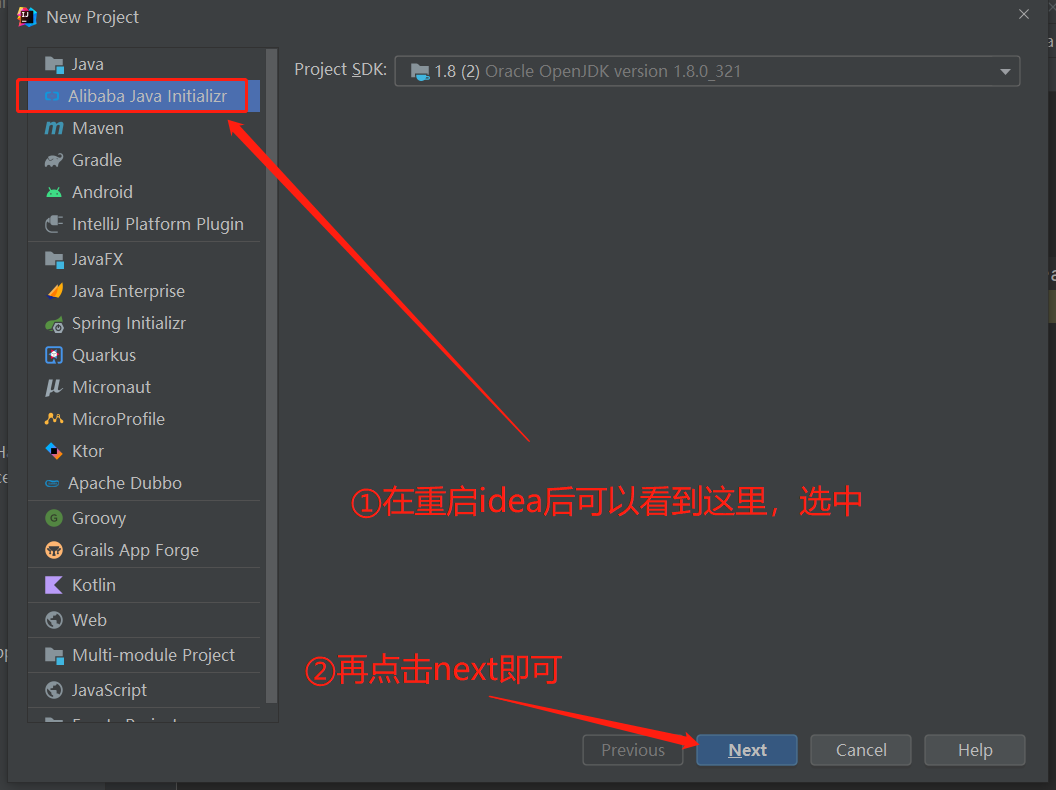 New Project
Java
Alibaba Java Initializr
Maven
Gradle
Android
IntelliJ Platform Plugin
JavaFX
Java Enterprise
Spring Initializr
Quarkus
Micronaut
MicroProfile
Ktor
Apache Dubbo
Groovy
Grails App Forge
Kotlin
Web
Multi-module Project
JavaScript
Project SDK: 1.8 (2) Oracle OpenJDK version 1.8.0_321
①在重启idea后可以看到这里，选中
②再点击next即可
Previous
Next
Cancel
Help